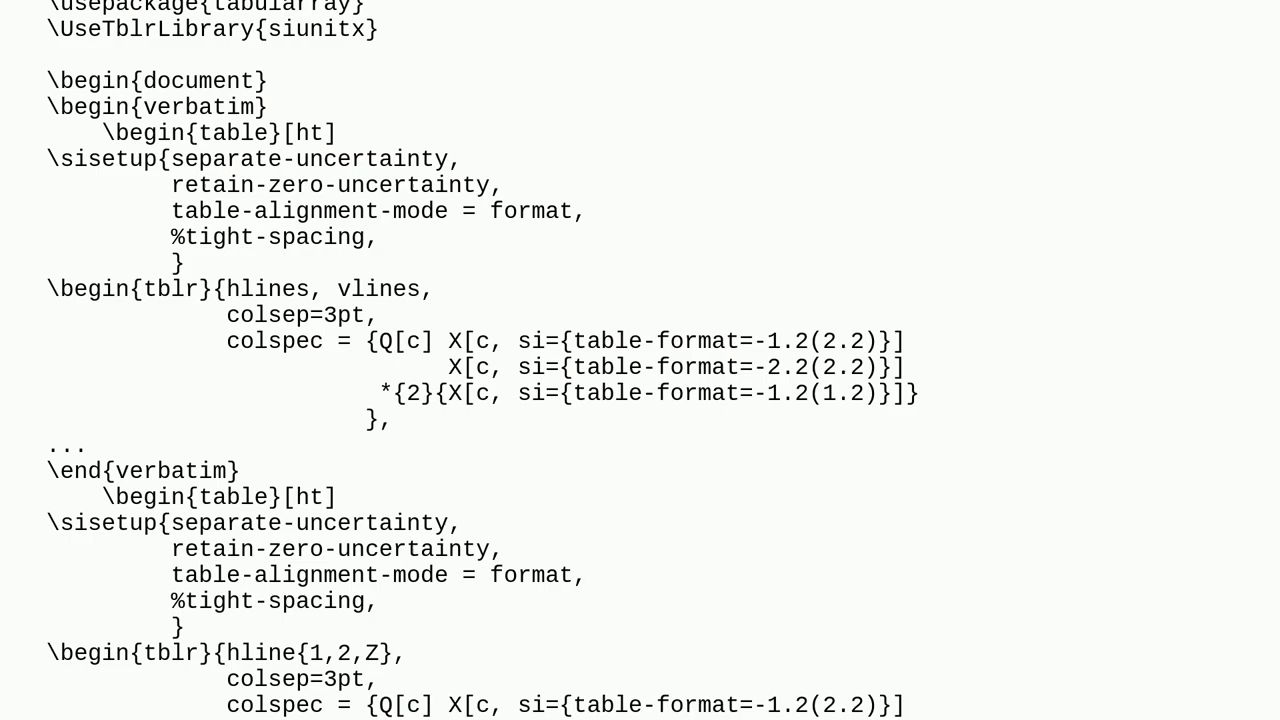 \usepackage{tabularray}
\UseTblrLibrary{siunitx}

\begin{document}
\begin{verbatim}
    \begin{table}[ht]
\sisetup{separate-uncertainty,
         retain-zero-uncertainty,
         table-alignment-mode = format,
         %tight-spacing,
         }
\begin{tblr}{hlines, vlines,
             colsep=3pt,
             colspec = {Q[c] X[c, si={table-format=-1.2(2.2)}]
                             X[c, si={table-format=-2.2(2.2)}]
                        *{2}{X[c, si={table-format=-1.2(1.2)}]}
                       },
...
\end{verbatim}
    \begin{table}[ht]
\sisetup{separate-uncertainty,
         retain-zero-uncertainty,
         table-alignment-mode = format,
         %tight-spacing,
         }
\begin{tblr}{hline{1,2,Z},
             colsep=3pt,
             colspec = {Q[c] X[c, si={table-format=-1.2(2.2)}]